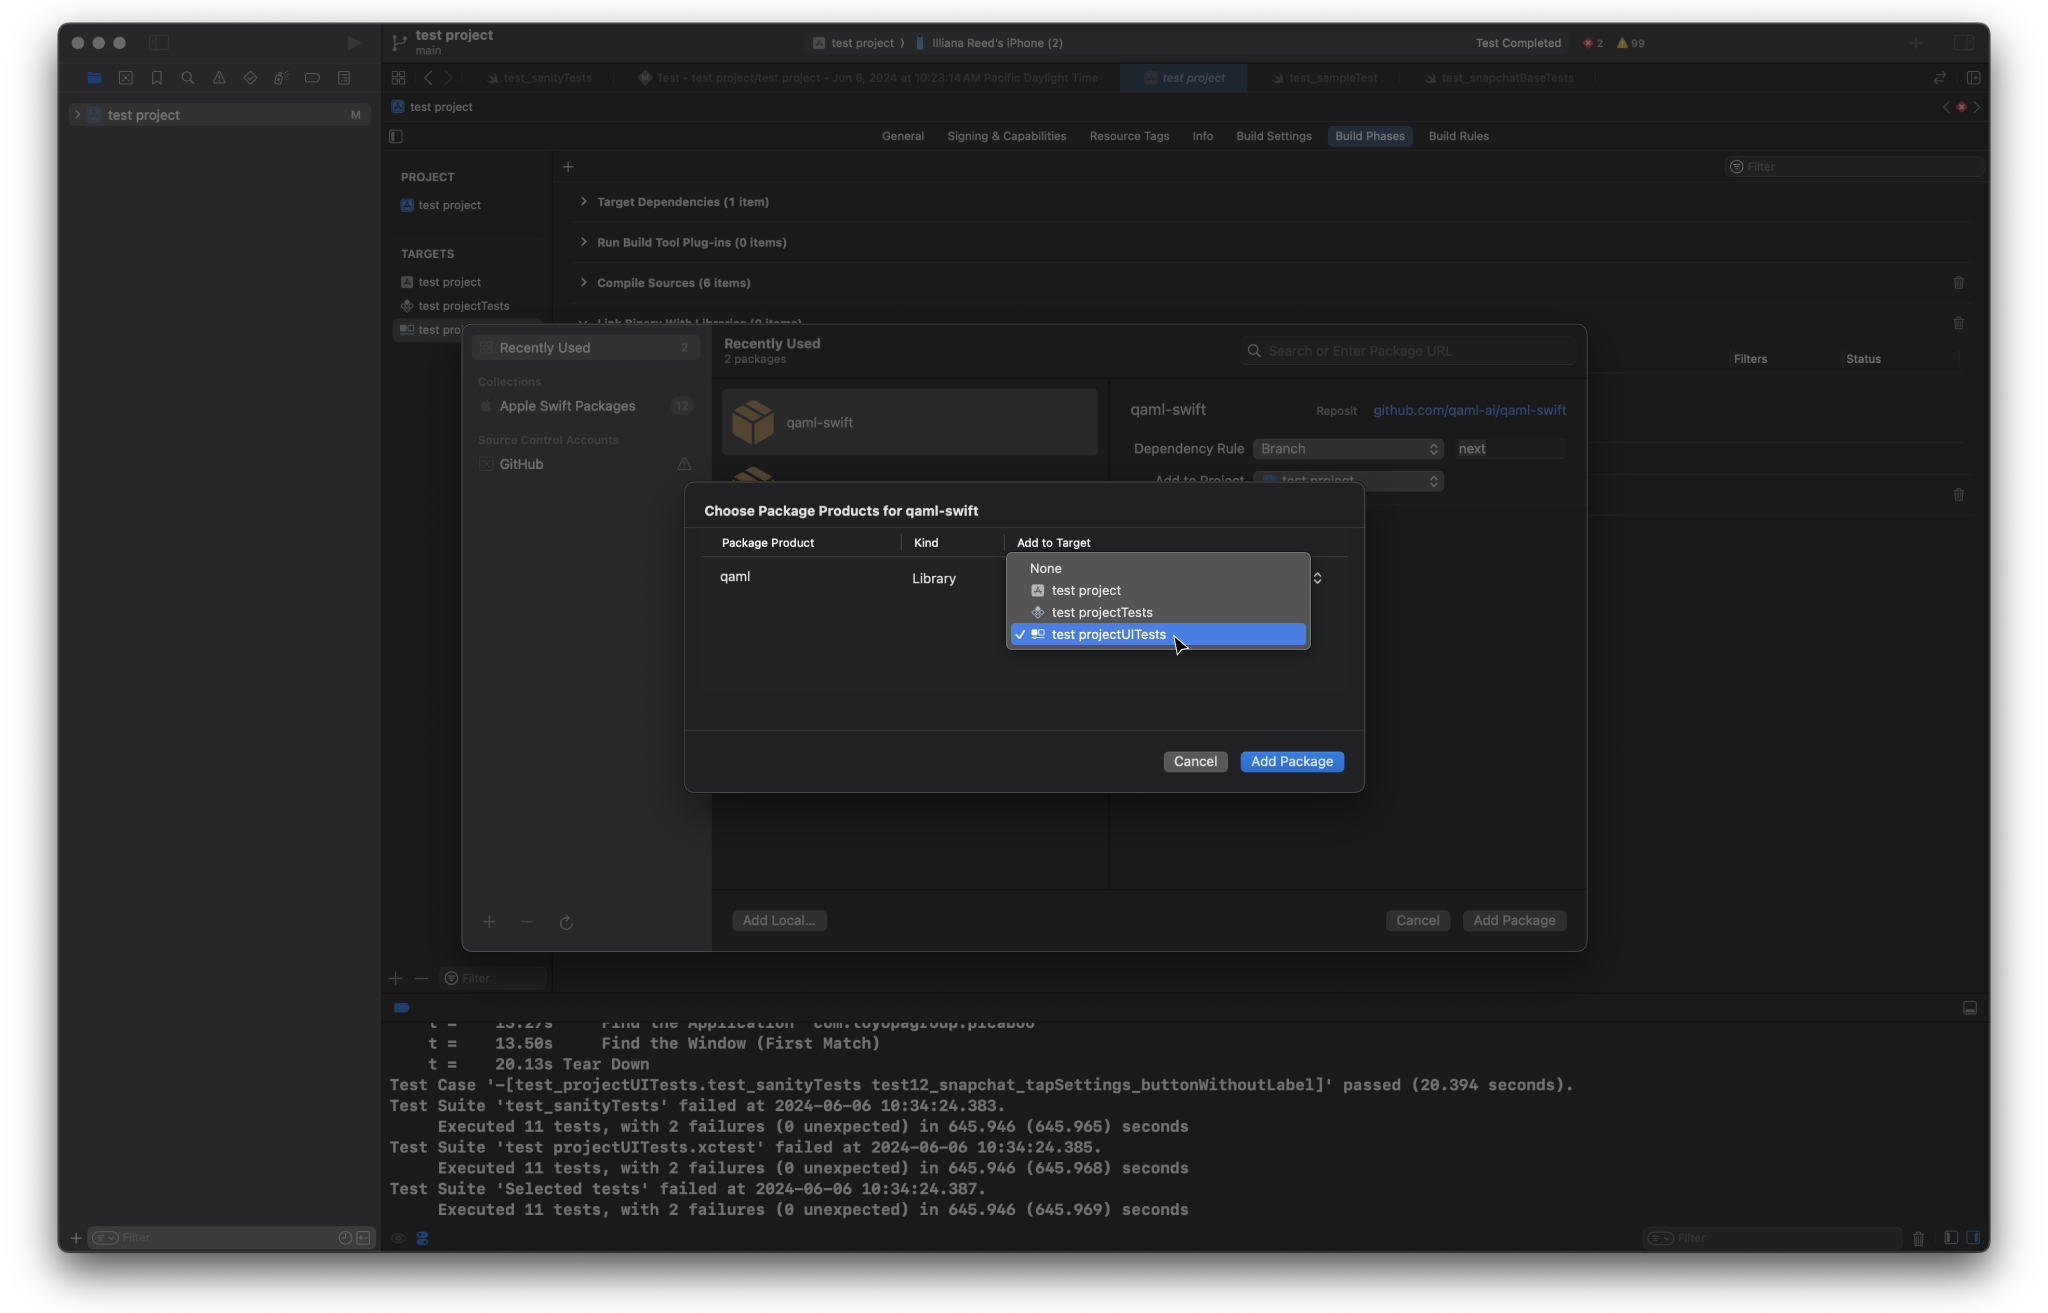 test project
main
test project
Illiana Reed's iPhone (2)
Test Completed
2
99
test_sanityTests
Test - test project/test project - Jun 6, 2024 at 10:23:14 AM Pacific Daylight Time
test project
test_sampleTest
test_snapchatBaseTests
test project
M
test project
General
Signing & Capabilities
Resource Tags
Info
Build Settings
Build Phases
Build Rules
Filter
PROJECT
test project
TARGETS
test project
test projectTests
test proj
Target Dependencies (1 item)
Run Build Tool Plug-ins (0 items)
Compile Sources (6 items)
Link Binary With Libraries (0 items)
Filters
Status
Recently Used
2
Collections
Apple Swift Packages
12
Source Control Accounts
GitHub
Recently Used
2 packages
Search or Enter Package URL
qaml-swift
qaml-swift
Reposit
github.com/qaml-ai/qaml-swift
Dependency Rule
Branch
next
Add to Project
test project
Choose Package Products for qaml-swift
Package Product
Kind
Add to Target
qaml
Library
None
test project
test projectTests
test projectUITests
Cancel
Add Package
Add Local...
Cancel
Add Package
Filter
t = 13.27s Find the Application 'com.toyopagroup.picaboo'
t = 13.50s Find the Window (First Match)
t = 20.13s Tear Down
Test Case '-[test_projectUITests.test_sanityTests test12_snapchat_tapSettings_buttonWithoutLabel]' passed (20.394 seconds).
Test Suite 'test_sanityTests' failed at 2024-06-06 10:34:24.383.
Executed 11 tests, with 2 failures (0 unexpected) in 645.946 (645.965) seconds
Test Suite 'test projectUITests.xctest' failed at 2024-06-06 10:34:24.385.
Executed 11 tests, with 2 failures (0 unexpected) in 645.946 (645.968) seconds
Test Suite 'Selected tests' failed at 2024-06-06 10:34:24.387.
Executed 11 tests, with 2 failures (0 unexpected) in 645.946 (645.969) seconds
Filter
Filter